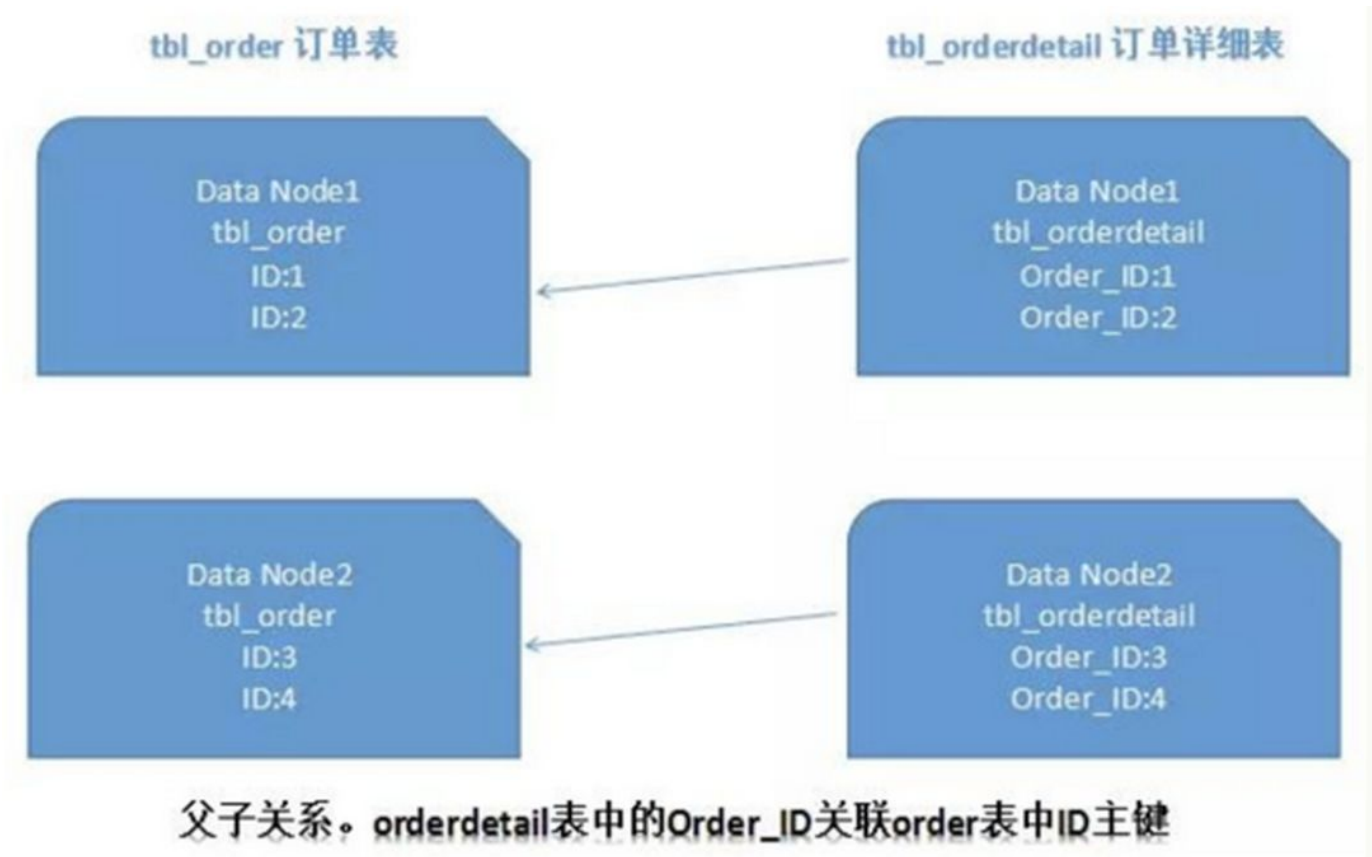 tbl_order 订单表
tbl_orderdetail 订单详细表
Data Node1
tbl_order
ID:1
ID:2
Data Node1
tbl_orderdetail
Order_ID:1
Order_ID:2
Data Node2
tbl_order
ID:3
ID:4
Data Node2
tbl_orderdetail
Order_ID:3
Order_ID:4
父子关系。orderdetail表中的Order_ID关联order表中ID主键